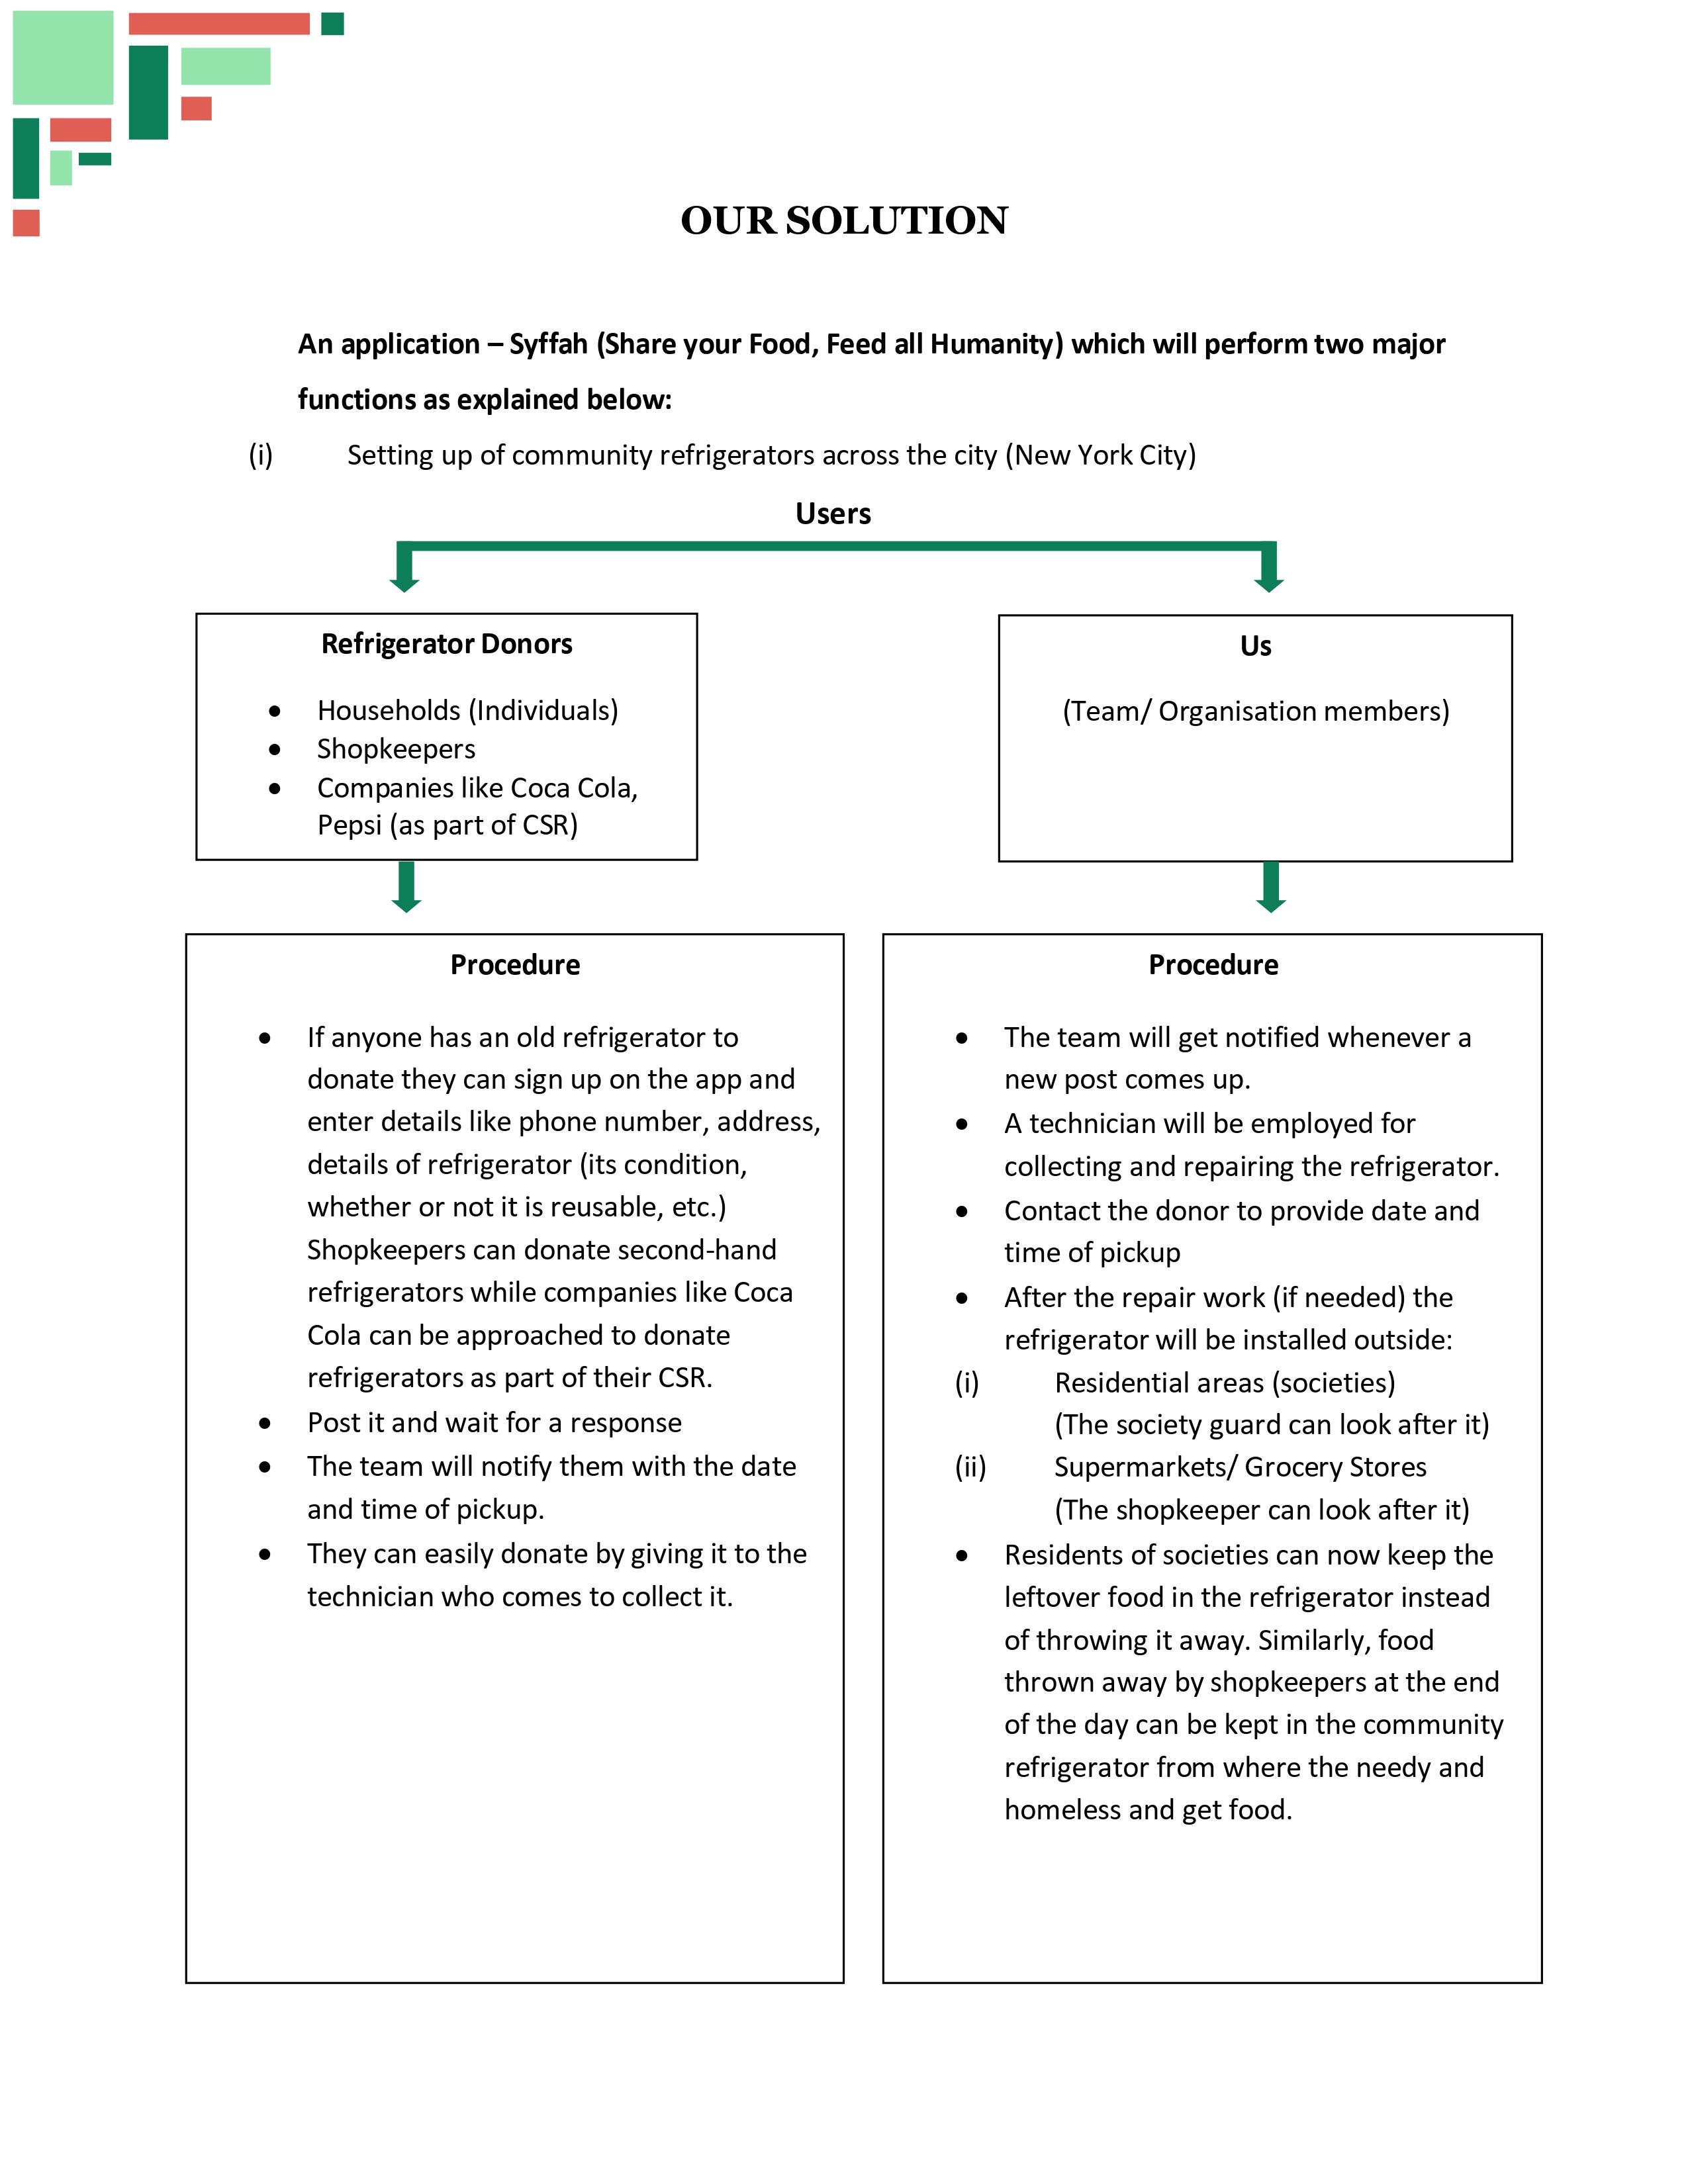 OUR SOLUTION
An application – Syffah (Share your Food, Feed all Humanity) which will perform two major
functions as explained below:
(i) Setting up of community refrigerators across the city (New York City)
Users
Refrigerator Donors
• Households (Individuals)
• Shopkeepers
• Companies like Coca Cola,
Pepsi (as part of CSR)
Us
(Team/ Organisation members)
Procedure
• If anyone has an old refrigerator to
donate they can sign up on the app and
enter details like phone number, address,
details of refrigerator (its condition,
whether or not it is reusable, etc.)
Shopkeepers can donate second-hand
refrigerators while companies like Coca
Cola can be approached to donate
refrigerators as part of their CSR.
• Post it and wait for a response
• The team will notify them with the date
and time of pickup.
• They can easily donate by giving it to the
technician who comes to collect it.
Procedure
• The team will get notified whenever a
new post comes up.
• A technician will be employed for
collecting and repairing the refrigerator.
• Contact the donor to provide date and
time of pickup
• After the repair work (if needed) the
refrigerator will be installed outside:
(i) Residential areas (societies)
(The society guard can look after it)
(ii) Supermarkets/ Grocery Stores
(The shopkeeper can look after it)
• Residents of societies can now keep the
leftover food in the refrigerator instead
of throwing it away. Similarly, food
thrown away by shopkeepers at the end
of the day can be kept in the community
refrigerator from where the needy and
homeless and get food.